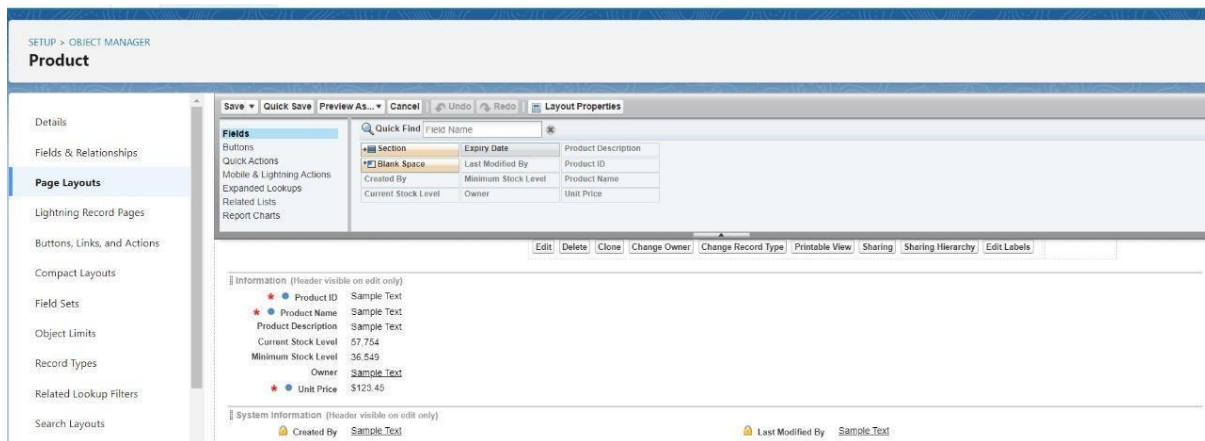 SETUP > OBJECT MANAGER
Product
Details
Fields & Relationships
Page Layouts
Lightning Record Pages
Buttons, Links, and Actions
Compact Layouts
Field Sets
Object Limits
Record Types
Related Lookup Filters
Search Layouts
Save Quick Save Preview As... Cancel Undo Redo Layout Properties
Fields
Buttons
Quick Actions
Mobile & Lightning Actions
Expanded Lookups
Related Lists
Report Charts
Quick Find Field Name
Section Expiry Date Product Description
Blank Space Last Modified By Product ID
Created By Minimum Stock Level Product Name
Current Stock Level Owner Unit Price
Edit Delete Clone Change Owner Change Record Type Printable View Sharing Sharing Hierarchy Edit Labels
Information (Header visible on edit only)
* Product ID Sample Text
* Product Name Sample Text
Product Description Sample Text
Current Stock Level 57,754
Minimum Stock Level 36,549
Owner Sample Text
* Unit Price $123.45
System Information (Header visible on edit only)
Created By Sample Text Last Modified By Sample Text